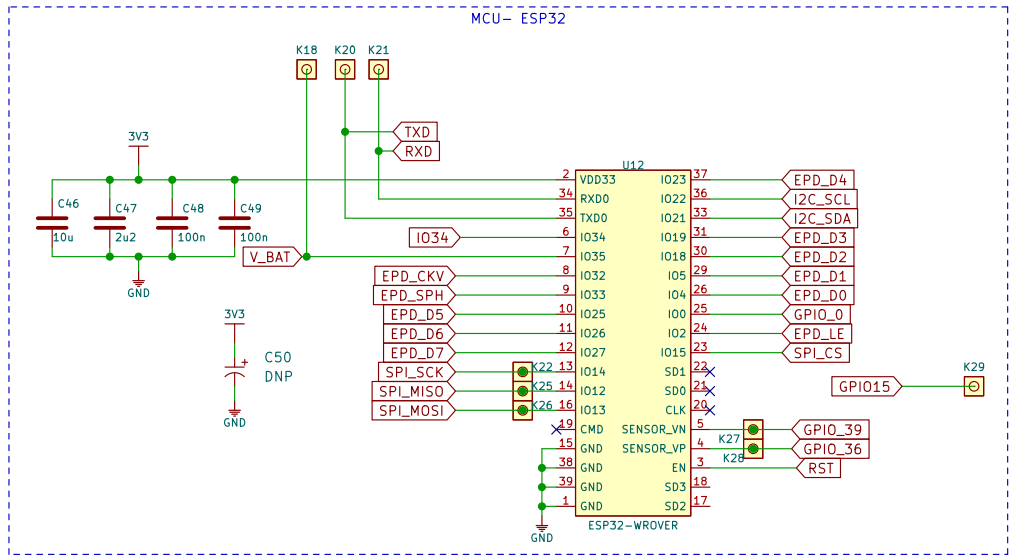 MCU- ESP32
K18 K20 K21
TXD
RXD
3V3
C46 10u
C47 2u2
C48 100n
C49 100n
GND
V_BAT
3V3
C50
DNP
GND
U12
2 VDD33 IO23 37 EPD_D4
34 RXD0 IO22 36 I2C_SCL
35 TXD0 IO21 33 I2C_SDA
IO34 6 IO34 IO19 31 EPD_D3
7 IO35 IO18 30 EPD_D2
EPD_CKV 8 IO32 IO5 29 EPD_D1
EPD_SPH 9 IO33 IO4 26 EPD_D0
EPD_D5 10 IO25 IO0 25 GPIO_0
EPD_D6 11 IO26 IO2 24 EPD_LE
EPD_D7 12 IO27 IO15 23 SPI_CS
SPI_SCK K22 13 IO14 SD1 22
SPI_MISO K25 14 IO12 SD0 21
SPI_MOSI K26 16 IO13 CLK 20
19 CMD SENSOR_VN 5 K27 GPIO_39
15 GND SENSOR_VP 4 K28 GPIO_36
38 GND EN 3 RST
39 GND SD3 18
1 GND SD2 17
GND
ESP32-WROVER
K29
GPIO15